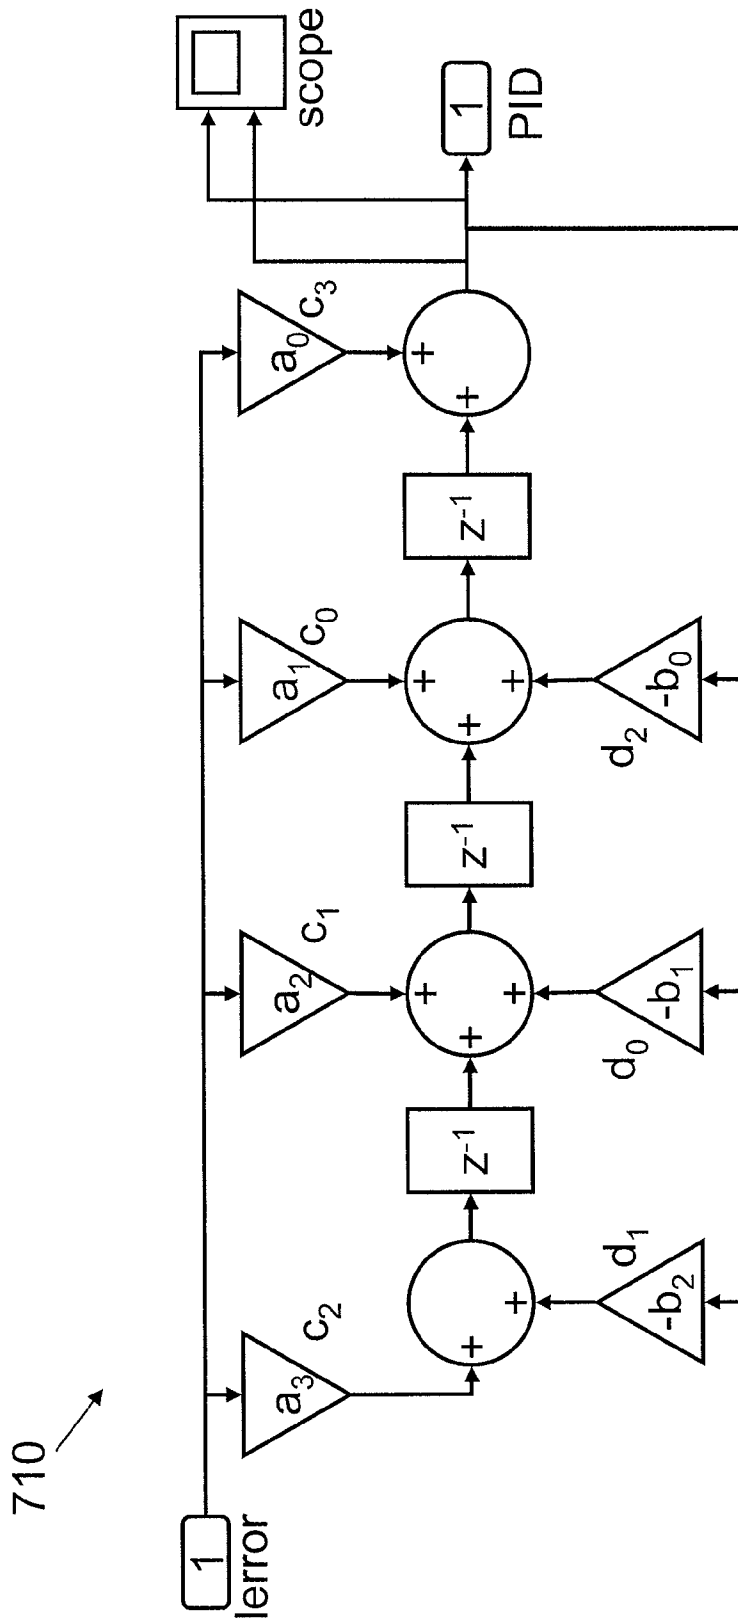 710
1
Ierror
scope
a₃ c₂
a₂ c₁
a₁ c₀
a₀ c₃
+ +
z⁻¹
+ + +
z⁻¹
+ + +
z⁻¹
+ +
1
PID
d₁
-b₂
d₀
-b₁
d₂
-b₀